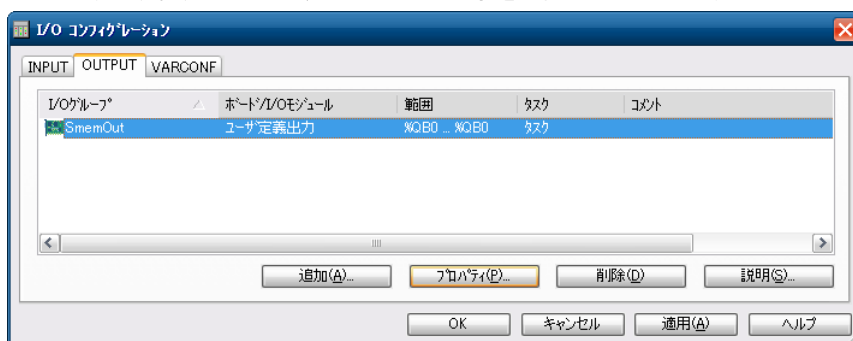 I/O コンフィグレーション
INPUT OUTPUT VARCONF
I/Oグループ ボード/I/Oモジュール 範囲 タスク コメント
SmemOut ユーザ定義出力 %QB0 ... %QB0 タスク
追加(A)... プロパティ(P)... 削除(D) 説明(S)...
OK キャンセル 適用(A) ヘルプ